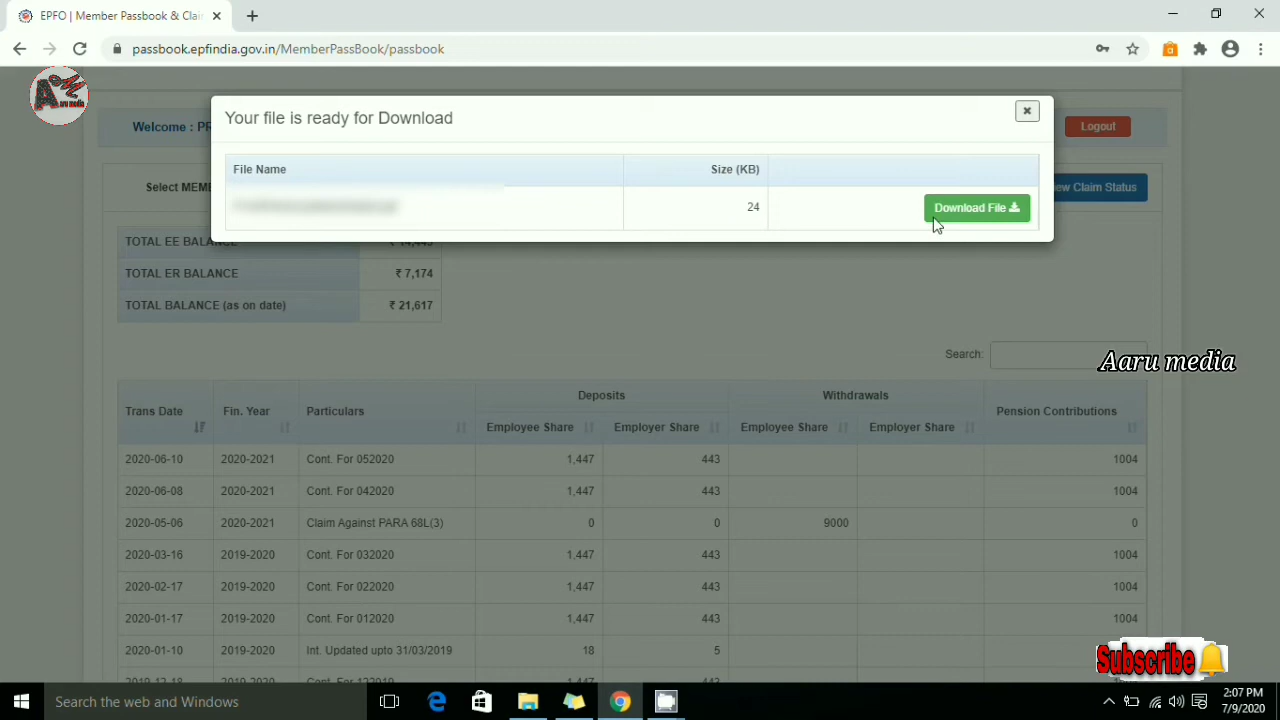 EPFO | Member Passbook & Clai
passbook.epfindia.gov.in/MemberPassBook/passbook
Aaru media
Your file is ready for Download
Welcome : PR
Logout
File Name Size (KB)
Select MEM
ew Claim Status
24 Download File
TOTAL EE BALANCE
TOTAL ER BALANCE ₹ 7,174
TOTAL BALANCE (as on date) ₹ 21,617
Search:
Aaru media
Deposits Withdrawals
Trans Date Fin. Year Particulars Pension Contributions
Employee Share Employer Share Employee Share Employer Share
2020-06-10 2020-2021 Cont. For 052020 1,447 443 1004
2020-06-08 2020-2021 Cont. For 042020 1,447 443 1004
2020-05-06 2020-2021 Claim Against PARA 68L(3) 0 0 9000 0
2020-03-16 2019-2020 Cont. For 032020 1,447 443 1004
2020-02-17 2019-2020 Cont. For 022020 1,447 443 1004
2020-01-17 2019-2020 Cont. For 012020 1,447 443 1004
2020-01-10 2019-2020 Int. Updated upto 31/03/2019 18 5
Subscribe
Search the web and Windows
2:07 PM
7/9/2020